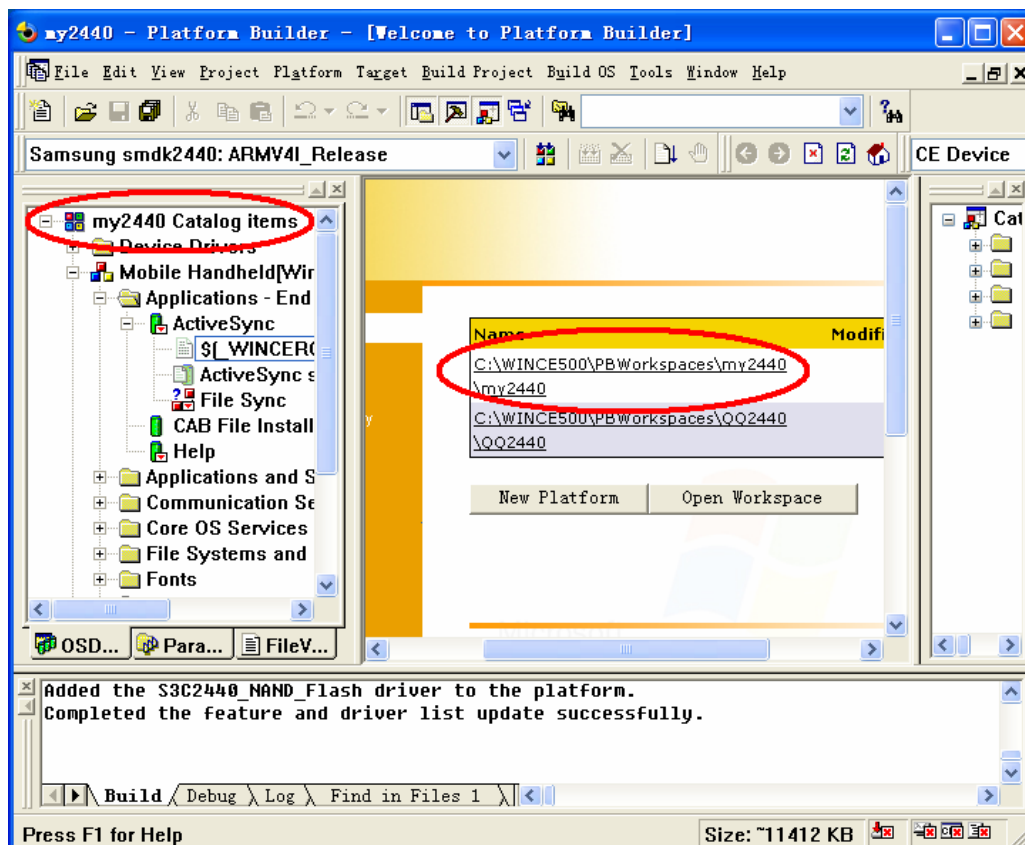 my2440 - Platform Builder - [Welcome to Platform Builder]
File Edit View Project Platform Target Build Project Build OS Tools Window Help
Samsung smdk2440: ARMV4I_Release
CE Device
my2440 Catalog items
Device Drivers
Mobile Handheld[Wir
Applications - End
ActiveSync
$(_WINCERO
ActiveSync s
File Sync
CAB File Install
Help
Applications and S
Communication Se
Core OS Services
File Systems and
Fonts
OSD... Para... FileV...
y
Name Modifi
C:\WINCE500\PBWorkspaces\my2440
\my2440
C:\WINCE500\PBWorkspaces\QQ2440
\QQ2440
New Platform Open Workspace
Cat
Added the S3C2440_NAND_Flash driver to the platform.
Completed the feature and driver list update successfully.
Build Debug Log Find in Files 1
Press F1 for Help
Size: ~11412 KB